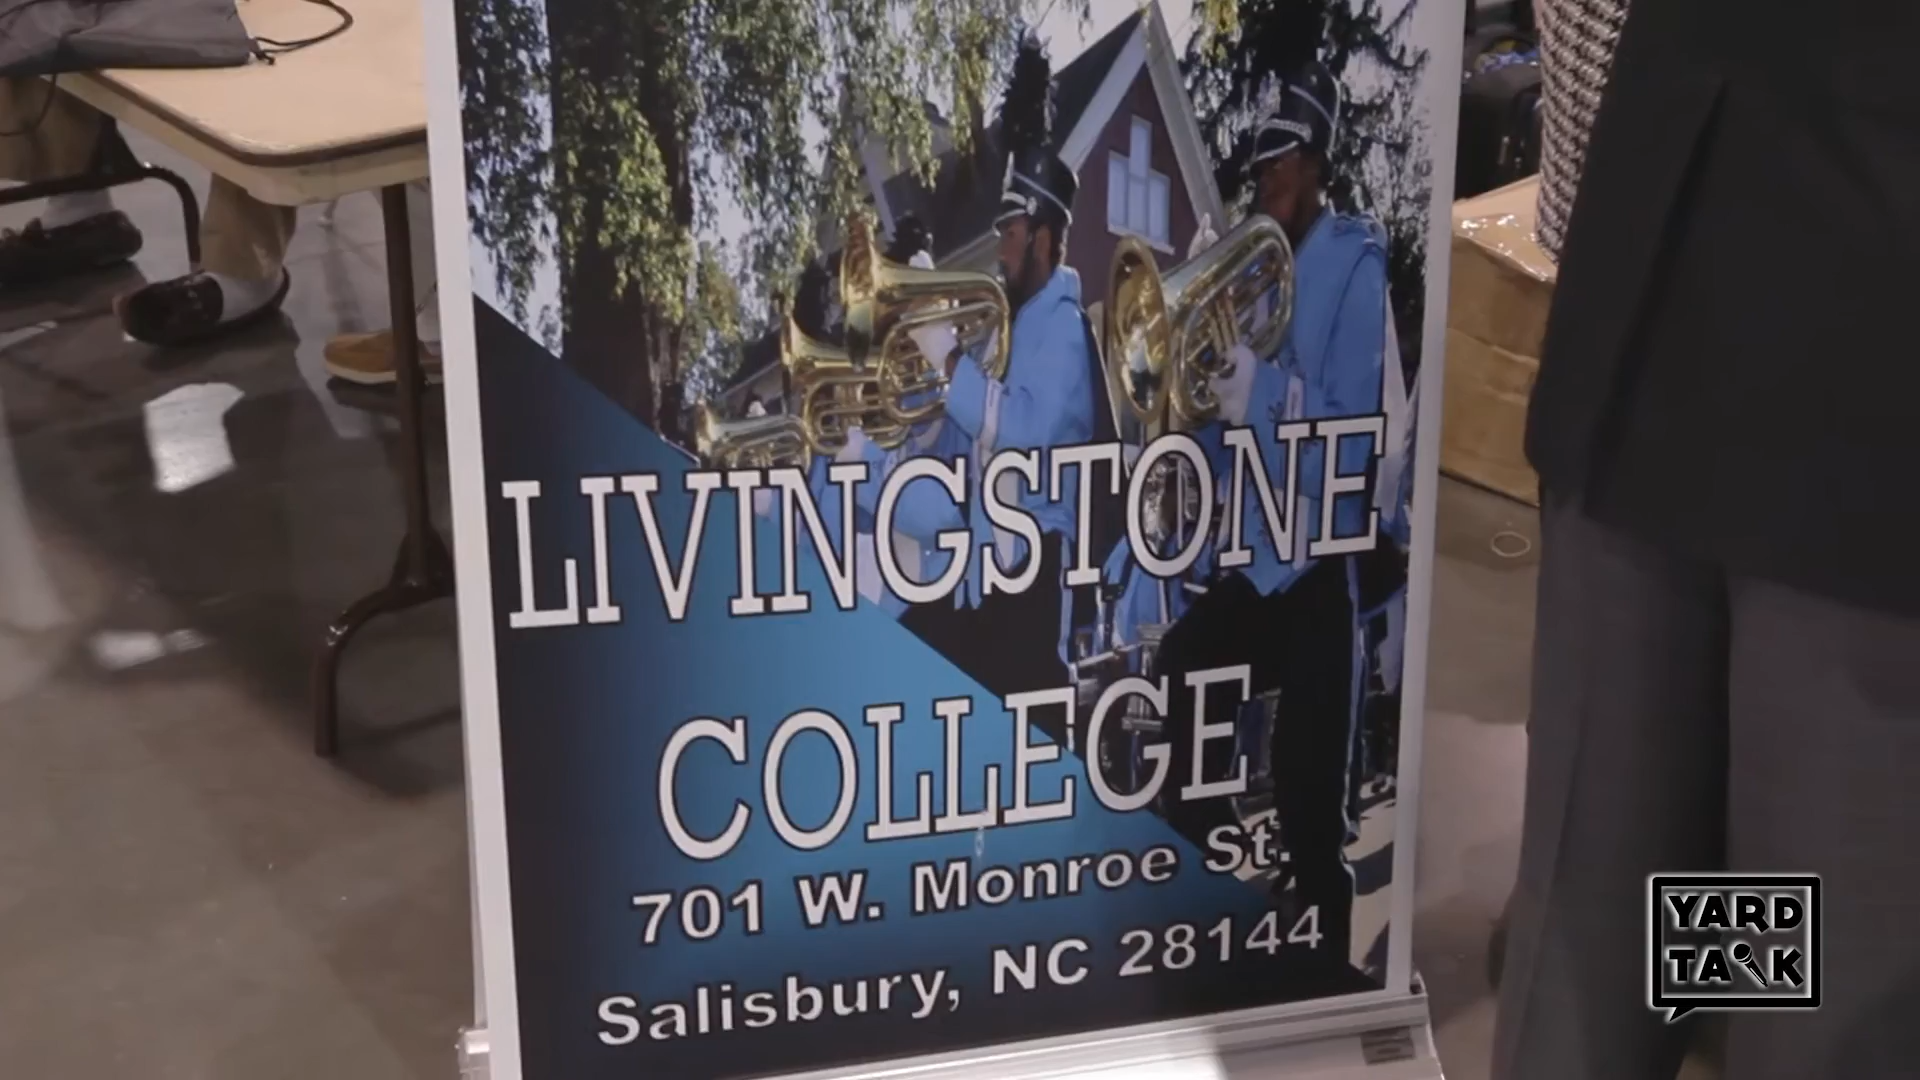 LIVINGSTONE
COLLEGE
701 W. Monroe St.
Salisbury, NC 28144
YARD
TALK